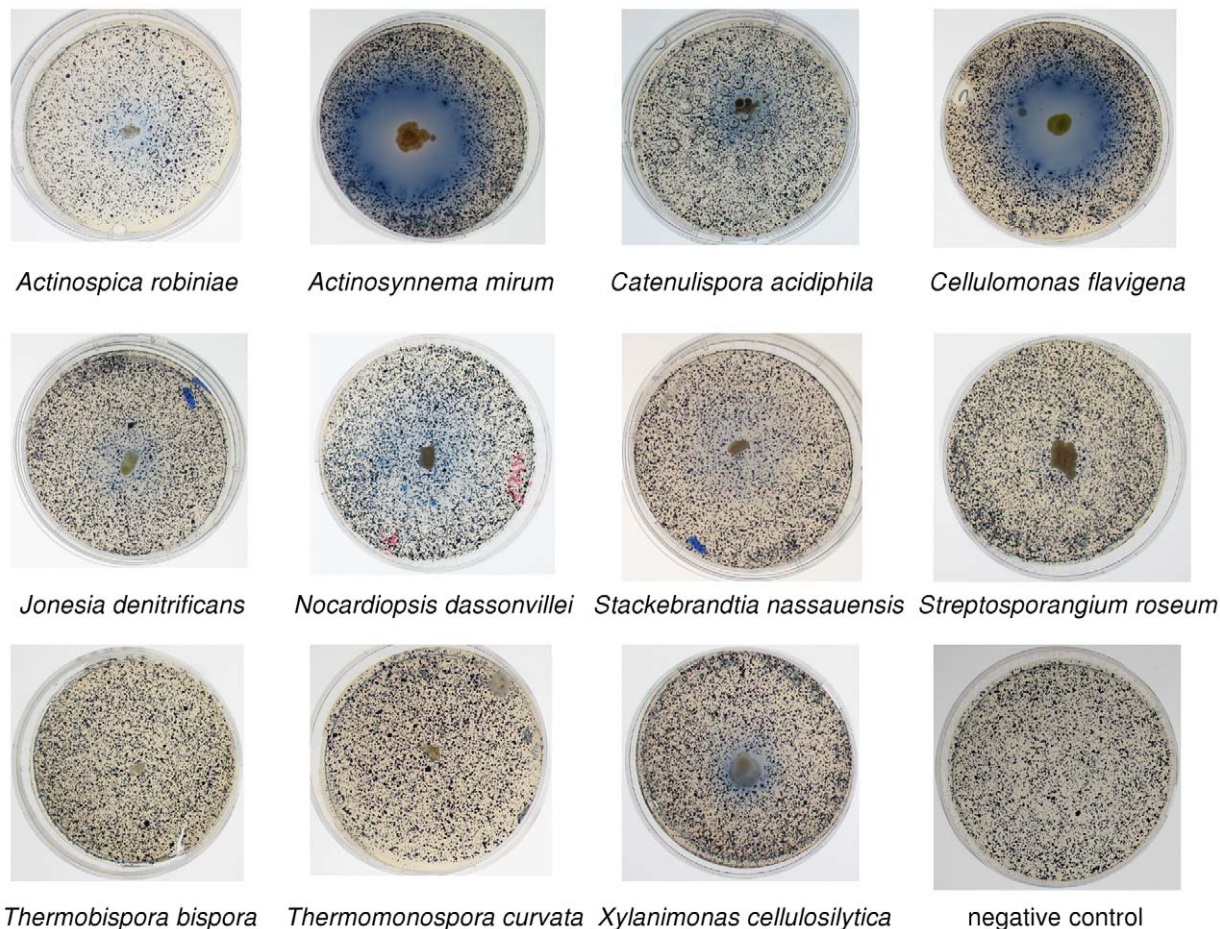 Actinospica robiniae Actinosynnema mirum Catenulispora acidiphila Cellulomonas flavigena
Jonesia denitrificans Nocardiopsis dassonvillei Stackebrandtia nassauensis Streptosporangium roseum
Thermobispora bispora Thermomonospora curvata Xylanimonas cellulosilytica negative control